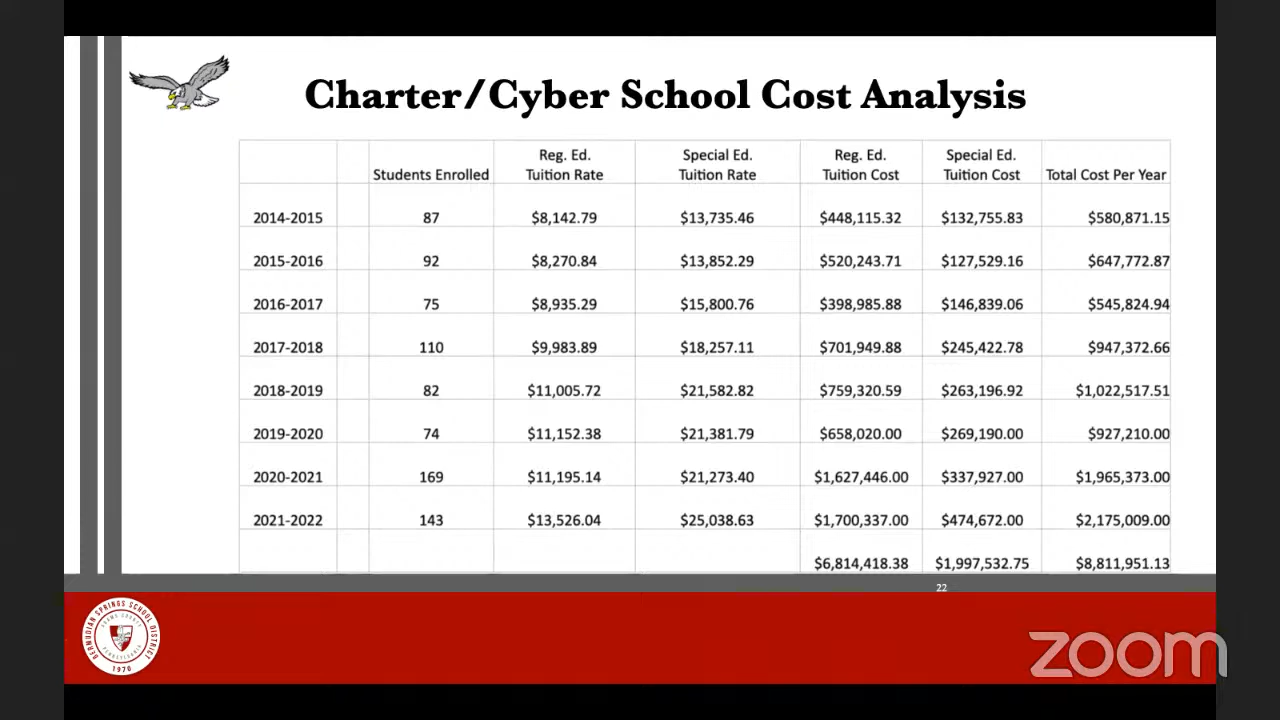 Charter/Cyber School Cost Analysis
Students Enrolled Reg. Ed. Tuition Rate Special Ed. Tuition Rate Reg. Ed. Tuition Cost Special Ed. Tuition Cost Total Cost Per Year
2014-2015 87 $8,142.79 $13,735.46 $448,115.32 $132,755.83 $580,871.15
2015-2016 92 $8,270.84 $13,852.29 $520,243.71 $127,529.16 $647,772.87
2016-2017 75 $8,935.29 $15,800.76 $398,985.88 $146,839.06 $545,824.94
2017-2018 110 $9,983.89 $18,257.11 $701,949.88 $245,422.78 $947,372.66
2018-2019 82 $11,005.72 $21,582.82 $759,320.59 $263,196.92 $1,022,517.51
2019-2020 74 $11,152.38 $21,381.79 $658,020.00 $269,190.00 $927,210.00
2020-2021 169 $11,195.14 $21,273.40 $1,627,446.00 $337,927.00 $1,965,373.00
2021-2022 143 $13,526.04 $25,038.63 $1,700,337.00 $474,672.00 $2,175,009.00
$6,814,418.38 $1,997,532.75 $8,811,951.13
22
BERMUDIAN SPRINGS SCHOOL DISTRICT
ADAMS COUNTY
PENNSYLVANIA
1970
zoom